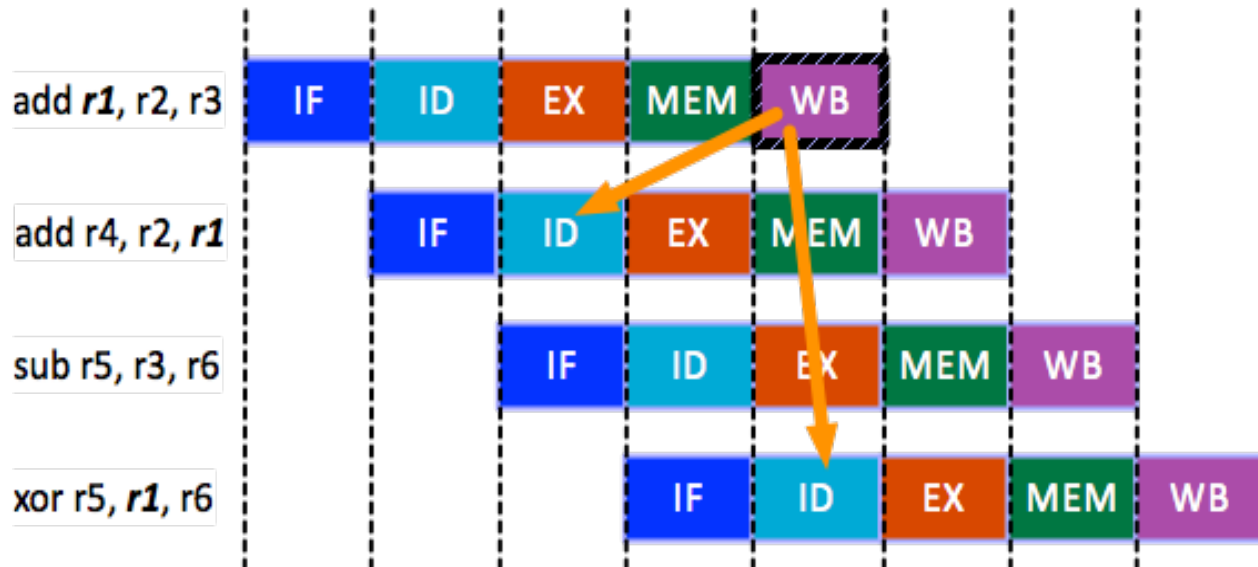 add r1, r2, r3 IF ID EX MEM WB
add r4, r2, r1 IF ID EX MEM WB
sub r5, r3, r6 IF ID EX MEM WB
xor r5, r1, r6 IF ID EX MEM WB